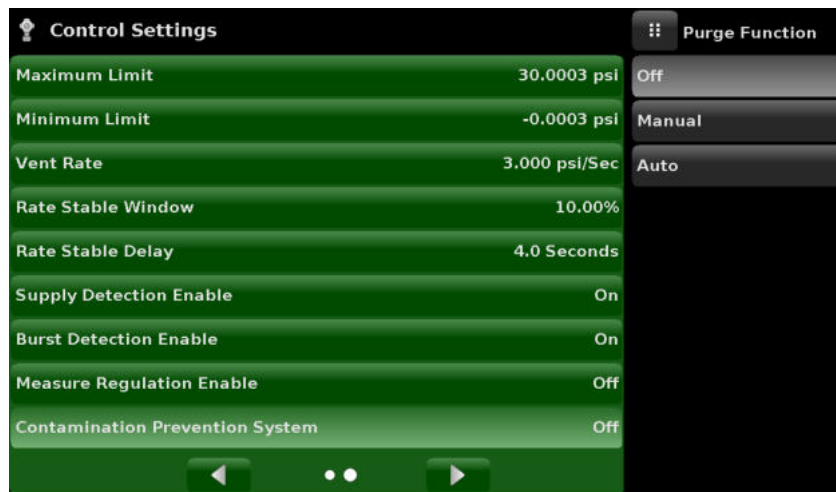 Control Settings
Maximum Limit 30.0003 psi
Minimum Limit -0.0003 psi
Vent Rate 3.000 psi/Sec
Rate Stable Window 10.00%
Rate Stable Delay 4.0 Seconds
Supply Detection Enable On
Burst Detection Enable On
Measure Regulation Enable Off
Contamination Prevention System Off
Purge Function
Off
Manual
Auto